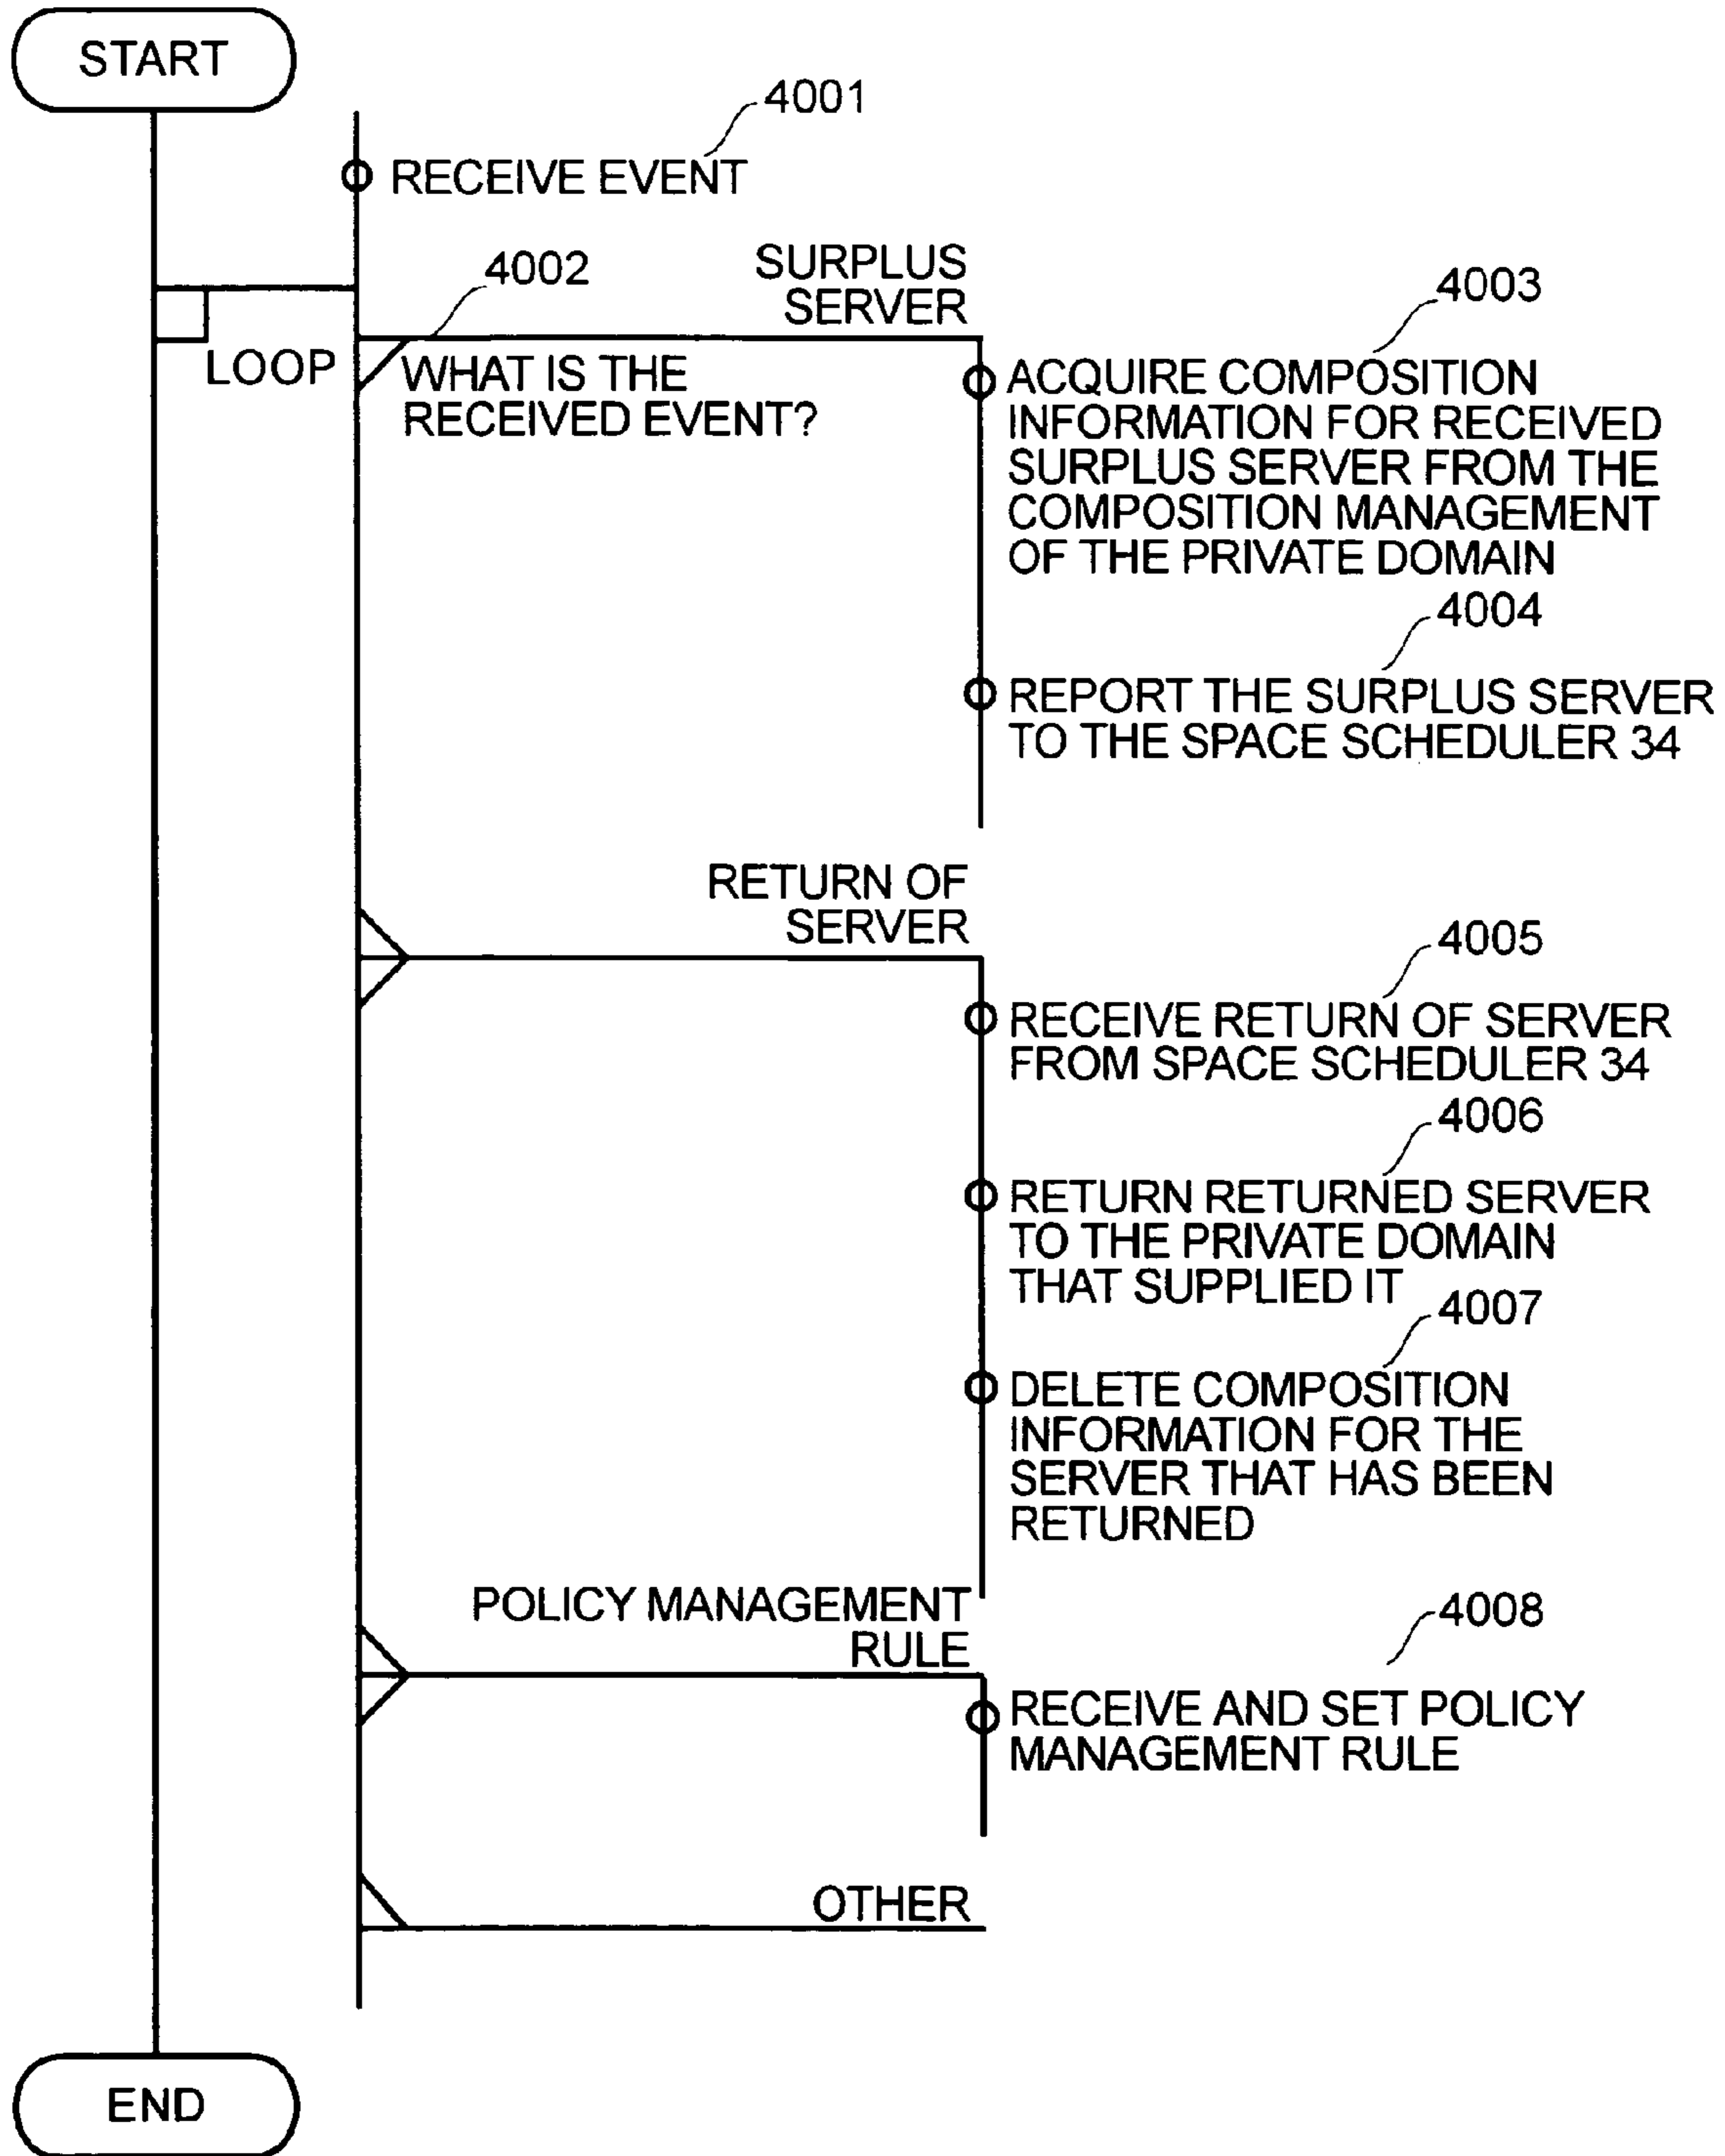 START
4001
RECEIVE EVENT
4002
SURPLUS
SERVER
LOOP
WHAT IS THE
RECEIVED EVENT?
4003
ACQUIRE COMPOSITION
INFORMATION FOR RECEIVED
SURPLUS SERVER FROM THE
COMPOSITION MANAGEMENT
OF THE PRIVATE DOMAIN
4004
REPORT THE SURPLUS SERVER
TO THE SPACE SCHEDULER 34
RETURN OF
SERVER
4005
RECEIVE RETURN OF SERVER
FROM SPACE SCHEDULER 34
4006
RETURN RETURNED SERVER
TO THE PRIVATE DOMAIN
THAT SUPPLIED IT
4007
DELETE COMPOSITION
INFORMATION FOR THE
SERVER THAT HAS BEEN
RETURNED
POLICY MANAGEMENT
RULE
4008
RECEIVE AND SET POLICY
MANAGEMENT RULE
OTHER
END